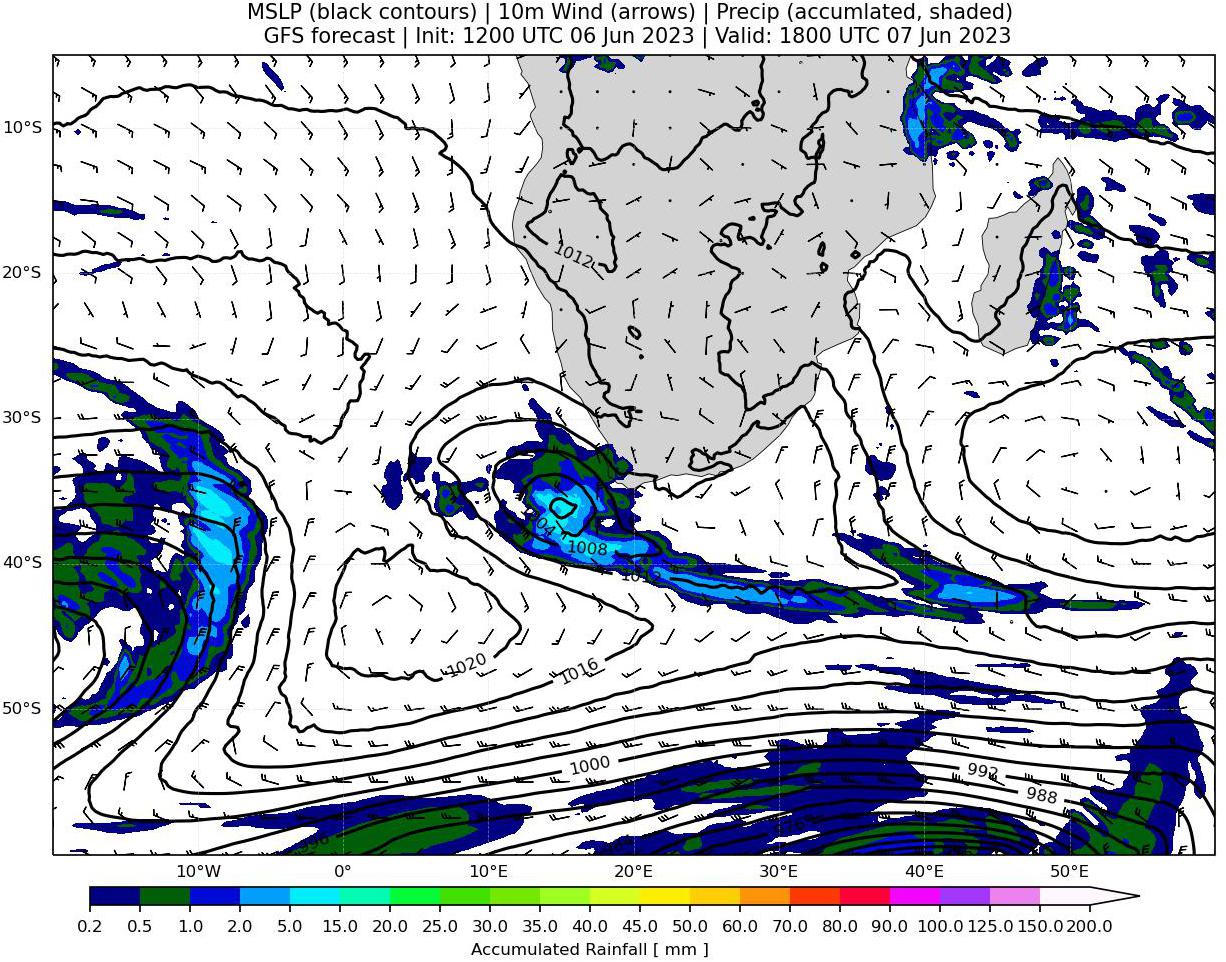 MSLP (black contours) | 10m Wind (arrows) | Precip (accumlated, shaded)
GFS forecast | Init: 1200 UTC 06 Jun 2023 | Valid: 1800 UTC 07 Jun 2023
10°S
1012
20°S
30°S
1004
1008
40°S
1012
1020
1016
50°S
1000
992
988
996
10°W 0° 10°E 20°E 30°E 40°E 50°E
0.2 0.5 1.0 2.0 5.0 10.0 15.0 20.0 25.0 30.0 35.0 40.0 45.0 50.0 60.0 70.0 80.0 90.0 100.0 125.0 150.0 200.0
Accumulated Rainfall [ mm ]